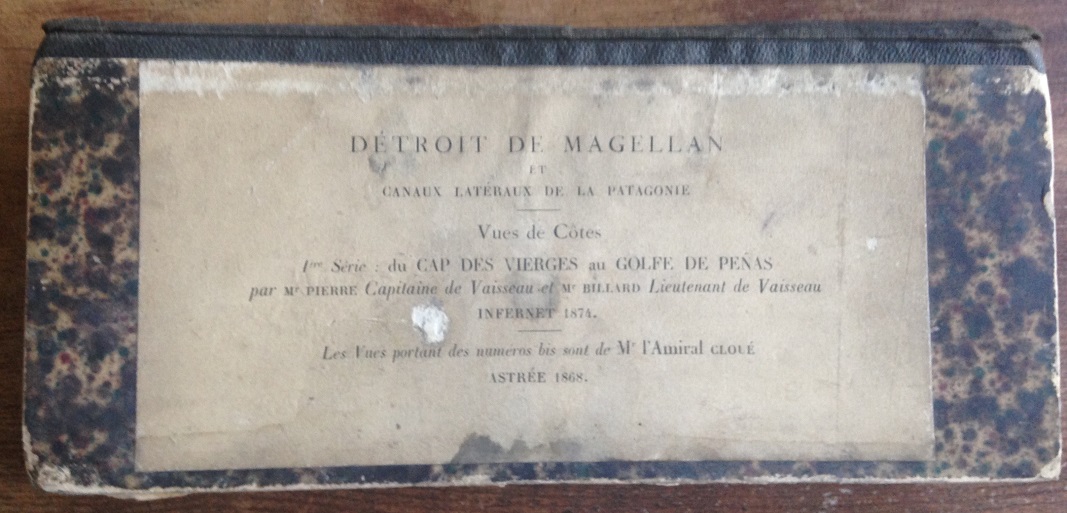 DÉTROIT DE MAGELLAN
ET
CANAUX LATÉRAUX DE LA PATAGONIE
Vues de Côtes
1ère Série : du CAP DES VIERGES au GOLFE DE PEÑAS
par Mr PIERRE Capitaine de Vaisseau et Mr BILLARD Lieutenant de Vaisseau
INFERNET 1874.
Les Vues portant des numeros bis sont de Mr l'Amiral CLOUÉ
ASTRÉE 1868.